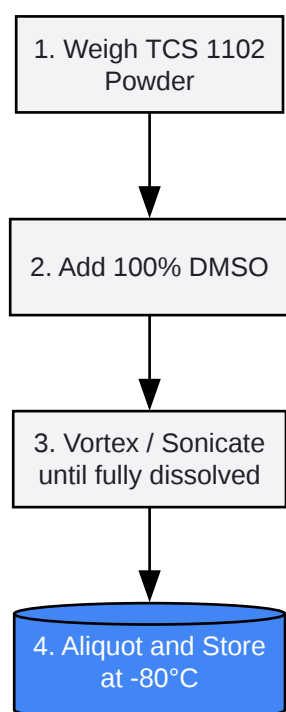 1. Weigh TCS 1102
Powder
2. Add 100% DMSO
3. Vortex / Sonicate
until fully dissolved
4. Aliquot and Store
at -80°C